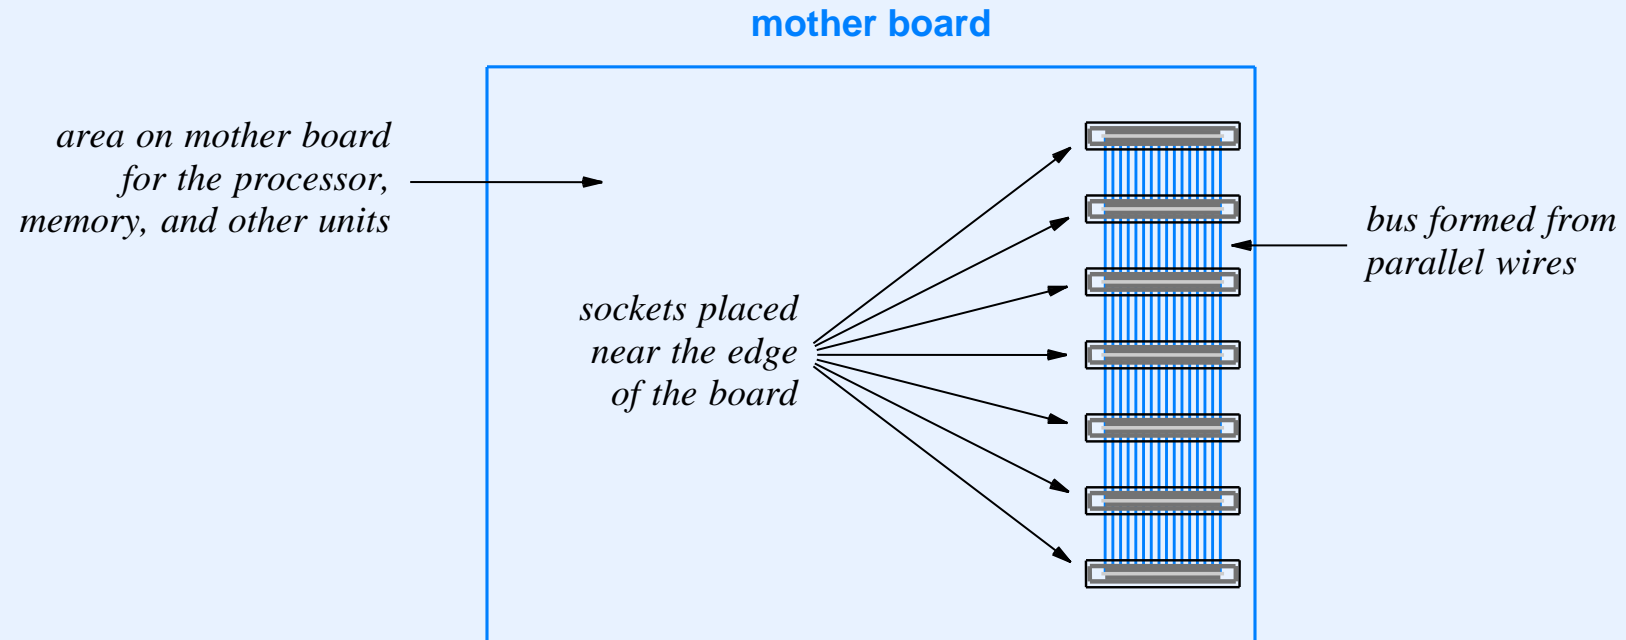 mother board
area on mother board
for the processor,
memory, and other units
sockets placed
near the edge
of the board
bus formed from
parallel wires